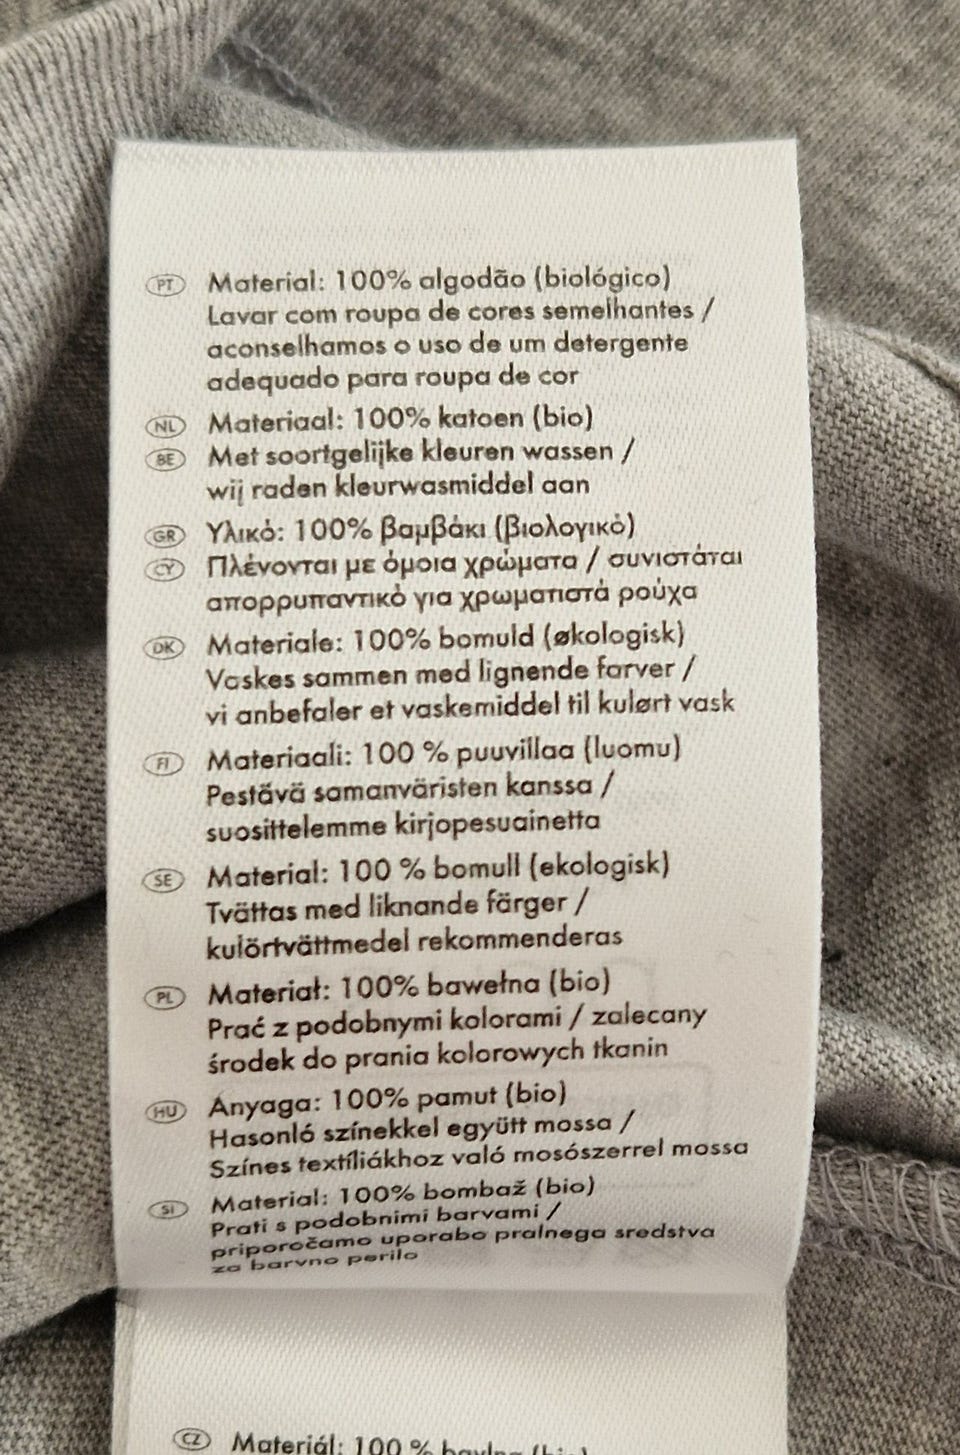 PT Material: 100% algodão (biológico)
Lavar com roupa de cores semelhantes /
aconselhamos o uso de um detergente
adequado para roupa de cor
NL Materiaal: 100% katoen (bio)
BE Met soortgelijke kleuren wassen /
wij raden kleurwasmiddel aan
GR Υλικό: 100% βαμβάκι (βιολογικό)
CY Πλένονται με όμοια χρώματα / συνιστάται
απορρυπαντικό για χρωματιστά ρούχα
DK Materiale: 100% bomuld (økologisk)
Vaskes sammen med lignende farver /
vi anbefaler et vaskemiddel til kulørt vask
FI Materiaali: 100 % puuvillaa (luomu)
Pestävä samanväristen kanssa /
suosittelemme kirjopesuainetta
SE Material: 100 % bomull (ekologisk)
Tvättas med liknande färger /
kulörtvättmedel rekommenderas
PL Materiał: 100% bawełna (bio)
Prać z podobnymi kolorami / zalecany
środek do prania kolorowych tkanin
HU Anyaga: 100% pamut (bio)
Hasonló színekkel együtt mossa /
Színes textíliákhoz való mosószerrel mossa
SI Material: 100% bombaž (bio)
Prati s podobnimi barvami /
priporočamo uporabo pralnega sredstva
za barvno perilo
CZ Materiál: 100 % bavlna (bio)